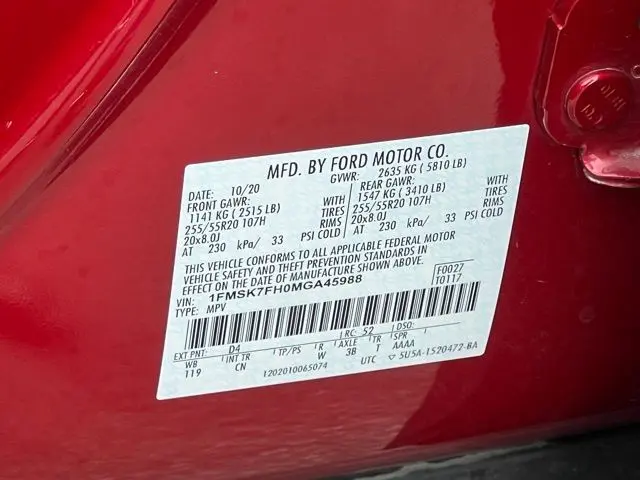 MFD. BY FORD MOTOR CO.
DATE: 10/20 GVWR: 2635 KG ( 5810 LB)
FRONT GAWR: REAR GAWR:
1141 KG ( 2515 LB) WITH 1547 KG ( 3410 LB) WITH
255/55R20 107H TIRES 255/55R20 107H TIRES
20x8.0J RIMS 20x8.0J RIMS
AT 230 kPa/ 33 PSI COLD AT 230 kPa/ 33 PSI COLD
THIS VEHICLE CONFORMS TO ALL APPLICABLE FEDERAL MOTOR
VEHICLE SAFETY AND THEFT PREVENTION STANDARDS IN
EFFECT ON THE DATE OF MANUFACTURE SHOWN ABOVE.
VIN: 1FMSK7FH0MGA45988 F0027
TYPE: MPV T0117
EXT PNT: D4 RC: 52 DSO:
WB INT TR TP/PS R AXLE TR SPR
119 CN W 3B T AAAA
1202010065074 UTC 5U5A-1520472-BA